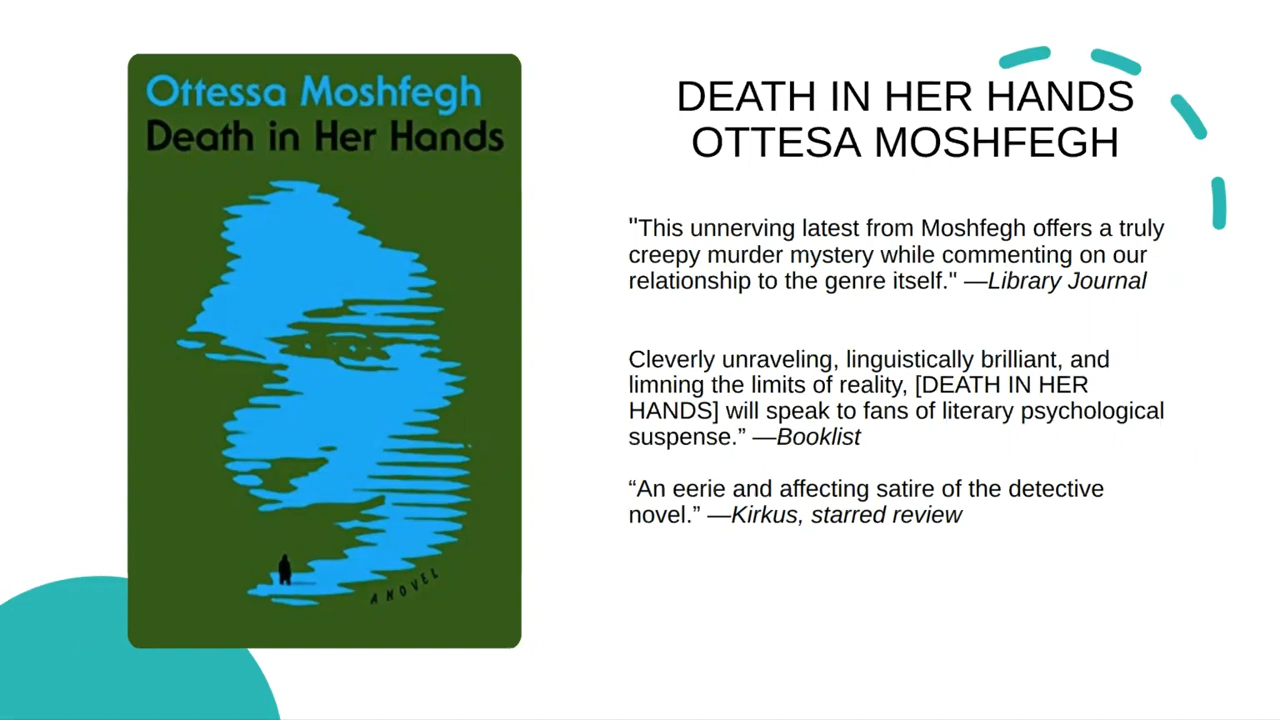 Ottessa Moshfegh
Death in Her Hands
A NOVEL
DEATH IN HER HANDS
OTTESA MOSHFEGH
"This unnerving latest from Moshfegh offers a truly
creepy murder mystery while commenting on our
relationship to the genre itself." —Library Journal
Cleverly unraveling, linguistically brilliant, and
limning the limits of reality, [DEATH IN HER
HANDS] will speak to fans of literary psychological
suspense.” —Booklist
“An eerie and affecting satire of the detective
novel.” —Kirkus, starred review